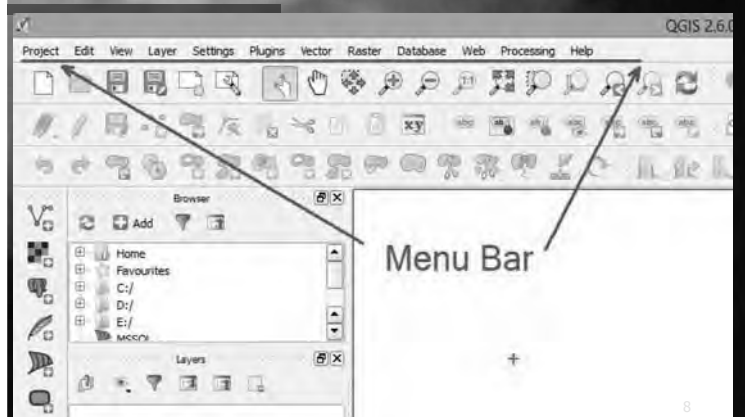 QGIS 2.6.0
Project Edit View Layer Settings Plugins Vector Raster Database Web Processing Help
Browser
Add
Home
Favourites
C:/
D:/
E:/
MSSQL
Menu Bar
Layers
8